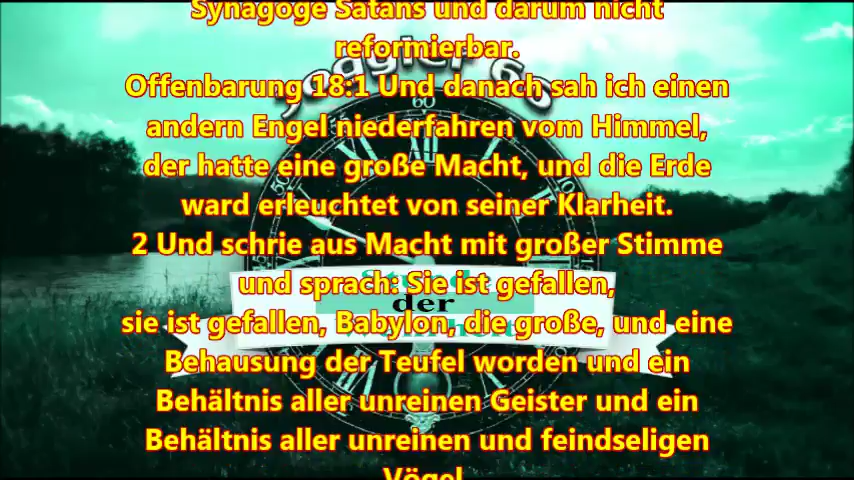 Synagoge Satans und darum nicht
reformierbar.
Offenbarung 18:1 Und danach sah ich einen
andern Engel niederfahren vom Himmel,
der hatte eine große Macht, und die Erde
ward erleuchtet von seiner Klarheit.
2 Und schrie aus Macht mit großer Stimme
und sprach: Sie ist gefallen,
sie ist gefallen, Babylon, die große, und eine
Behausung der Teufel worden und ein
Behältnis aller unreinen Geister und ein
Behältnis aller unreinen und feindseligen
Vögel
60
der